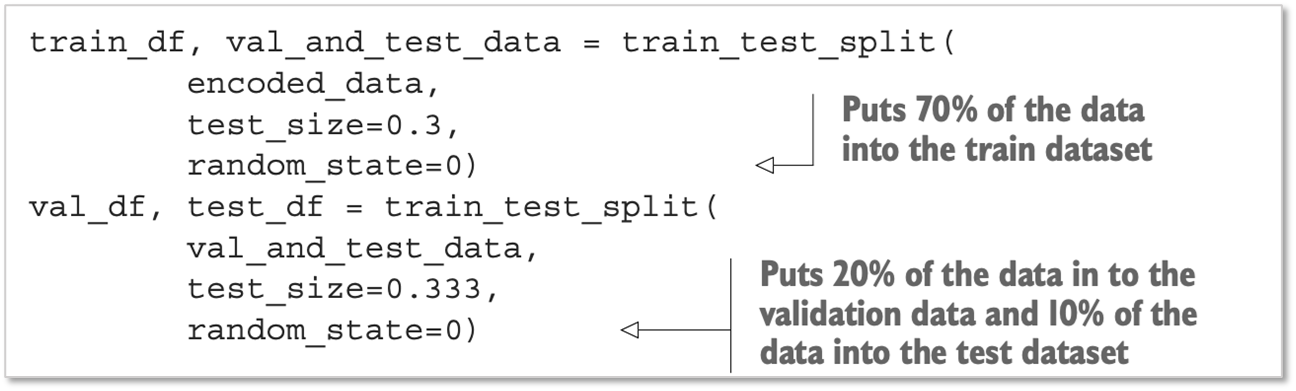 train_df, val_and_test_data = train_test_split(
encoded_data,
test_size=0.3,
random_state=0)
Puts 70% of the data
into the train dataset
val_df, test_df = train_test_split(
val_and_test_data,
test_size=0.333,
random_state=0)
Puts 20% of the data in to the
validation data and 10% of the
data into the test dataset